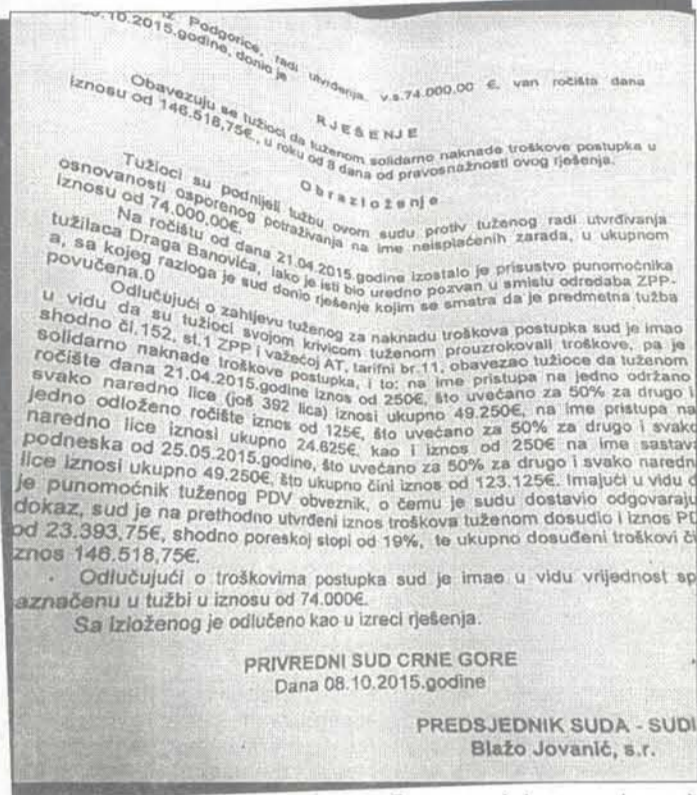 iz Podgorice, radi utvrđenja, v.s.74.000,00 €, van ročišta dana
10.2015.godine, donio je
RJEŠENJE
Obavezuju se tužioci da tuženom solidarno naknade troškove postupka u
iznosu od 146.518,75€, u roku od 8 dana od pravosnažnosti ovog rješenja.
Obrazloženje
Tužioci su podnijeli tužbu ovom sudu protiv tuženog radi utvrđivanja
osnovanosti osporenog potraživanja na ime neisplaćenih zarada, u ukupnom
iznosu od 74.000,00€.
Na ročištu od dana 21.04.2015.godine izostalo je prisustvo punomoćnika
tužilaca Draga Banovića, iako je isti bio uredno pozvan u smislu odredaba ZPP-
a, sa kojeg razloga je sud donio rješenje kojim se smatra da je predmetna tužba
povučena.0
Odlučujući o zahtjevu tuženog za naknadu troškova postupka sud je imao
u vidu da su tužioci svojom krivicom tuženom prouzrokovali troškove, pa je
shodno čl.152, st.1 ZPP i važećoj AT, tarifni br.11, obavezao tužioce da tuženom
solidarno naknade troškove postupka, i to: na ime pristupa na jedno održano
ročište dana 21.04.2015.godine iznos od 250€, što uvećano za 50% za drugo i
svako naredno lice (još 392 lica) iznosi ukupno 49.250€, na ime pristupa na
jedno odloženo ročište iznos od 125€, što uvećano za 50% za drugo i svako
naredno lice iznosi ukupno 24.625€, kao i iznos od 250€ na ime sastav
podneska od 25.05.2015.godine, što uvećano za 50% za drugo i svako naredn
lice iznosi ukupno 49.250€, što ukupno čini iznos od 123.125€. Imajući u vidu d
je punomoćnik tuženog PDV obveznik, o čemu je sudu dostavio odgovaraju
dokaz, sud je na prethodno utvrđeni iznos troškova tuženom dosudio i iznos PD
od 23.393,75€, shodno poreskoj stopi od 19%, te ukupno dosuđeni troškovi či
znos 146.518,75€.
Odlučujući o troškovima postupka sud je imao u vidu vrijednost sp
aznačenu u tužbi u iznosu od 74.000€.
Sa izloženog je odlučeno kao u izreci rješenja.
PRIVREDNI SUD CRNE GORE
Dana 08.10.2015.godine
PREDSJEDNIK SUDA - SUDI
Blažo Jovanić, s.r.